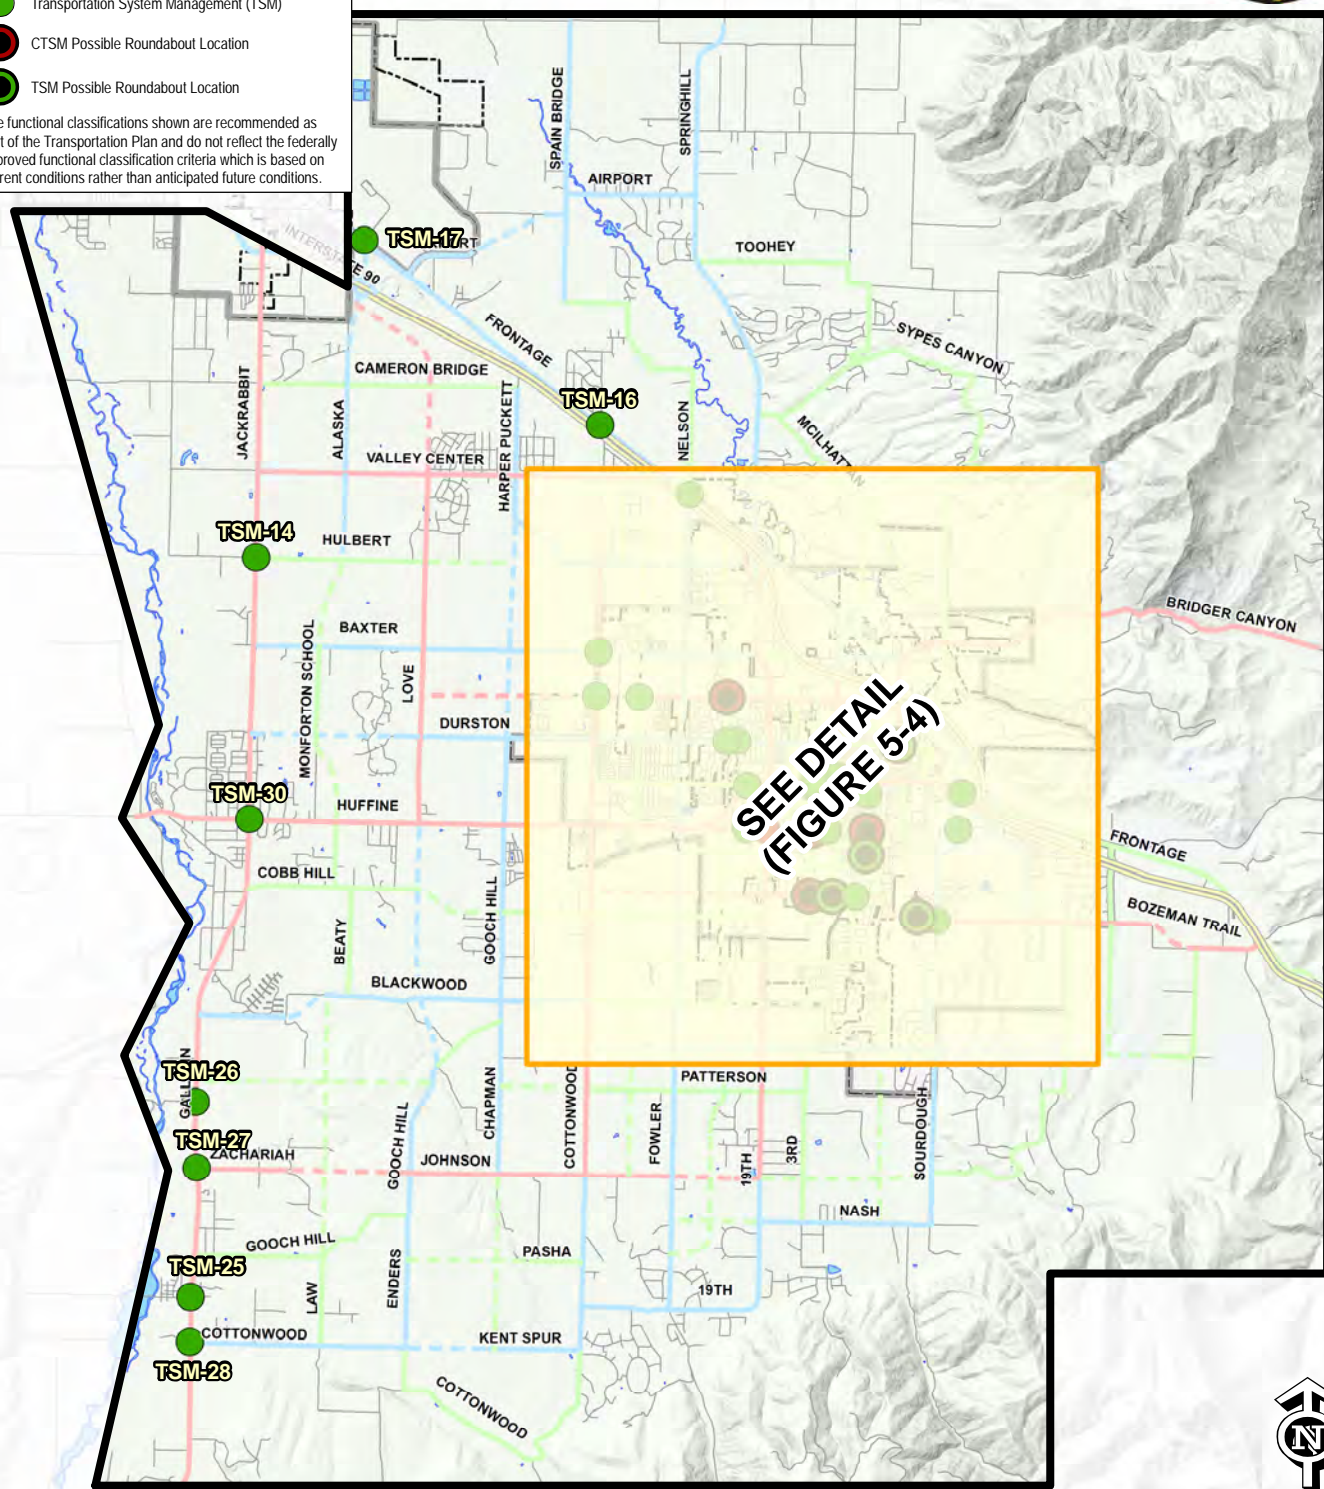 Transportation System Management (TSM)
CTSM Possible Roundabout Location
TSM Possible Roundabout Location
functional classifications shown are recommended as
of the Transportation Plan and do not reflect the federally
functional classification criteria which is based on
conditions rather than anticipated future conditions.
SPAIN BRIDGE
SPRINGHILL
AIRPORT
INTERSTATE 90
TSM-17
TOOHEY
FRONTAGE
SYPES CANYON
CAMERON BRIDGE
JACKRABBIT
ALASKA
HARPER PUCKETT
TSM-16
NELSON
MCILHATTAN
VALLEY CENTER
TSM-14
HULBERT
BAXTER
MONFORTON SCHOOL
LOVE
DURSTON
BRIDGER CANYON
SEE DETAIL
(FIGURE 5-4)
TSM-30
HUFFINE
COBB HILL
BEATY
GOOCH HILL
FRONTAGE
BOZEMAN TRAIL
BLACKWOOD
TSM-26
PATTERSON
CHAPMAN
COTTONWOOD
FOWLER
19TH
3RD
SOURDOUGH
TSM-27
ZACHARIAH
GOOCH HILL
JOHNSON
NASH
GOOCH HILL
PASHA
TSM-25
LAW
ENDERS
19TH
COTTONWOOD
KENT SPUR
TSM-28
COTTONWOOD
N